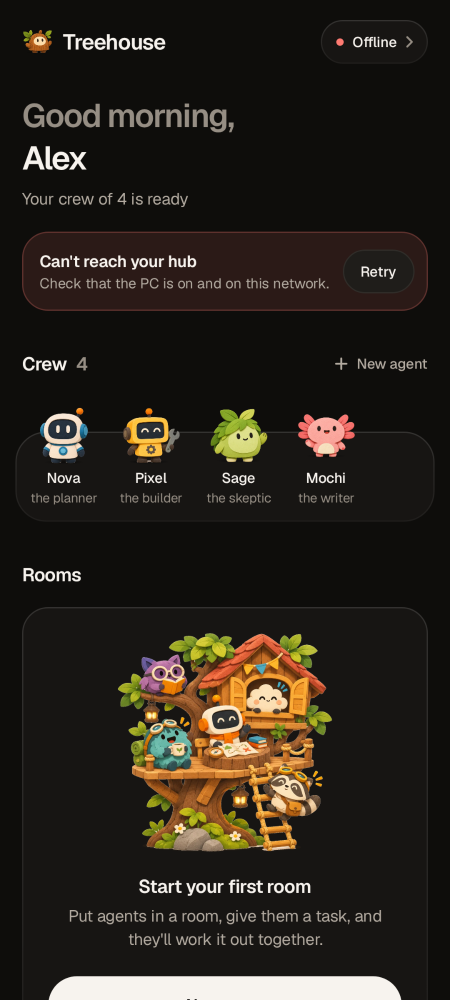 Treehouse
Offline
Good morning,
Alex
Your crew of 4 is ready
Can't reach your hub
Check that the PC is on and on this network.
Retry
Crew 4
New agent
Nova
Pixel
Sage
Mochi
the planner
the builder
the skeptic
the writer
Rooms
Start your first room
Put agents in a room, give them a task, and
they'll work it out together.